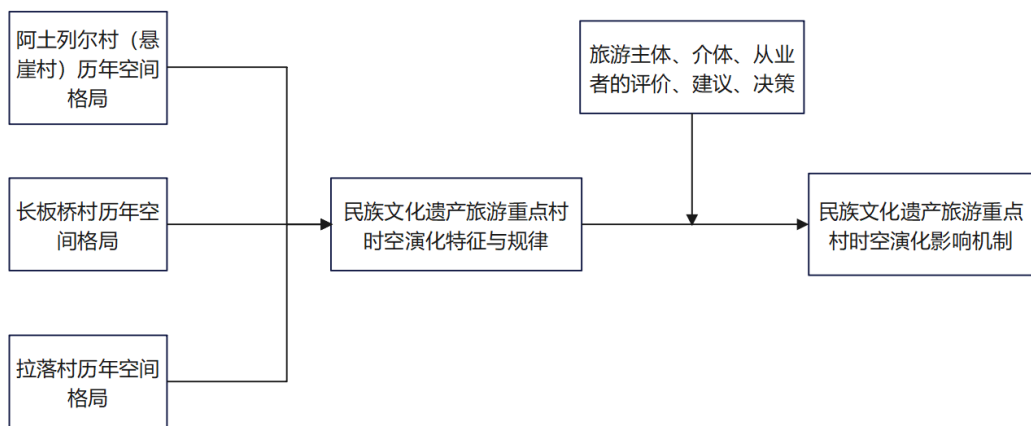 阿土列尔村（悬
崖村）历年空间
格局
旅游主体、介体、从业
者的评价、建议、决策
长板桥村历年空
间格局
民族文化遗产旅游重点村
时空演化特征与规律
民族文化遗产旅游重点
村时空演化影响机制
拉落村历年空间
格局